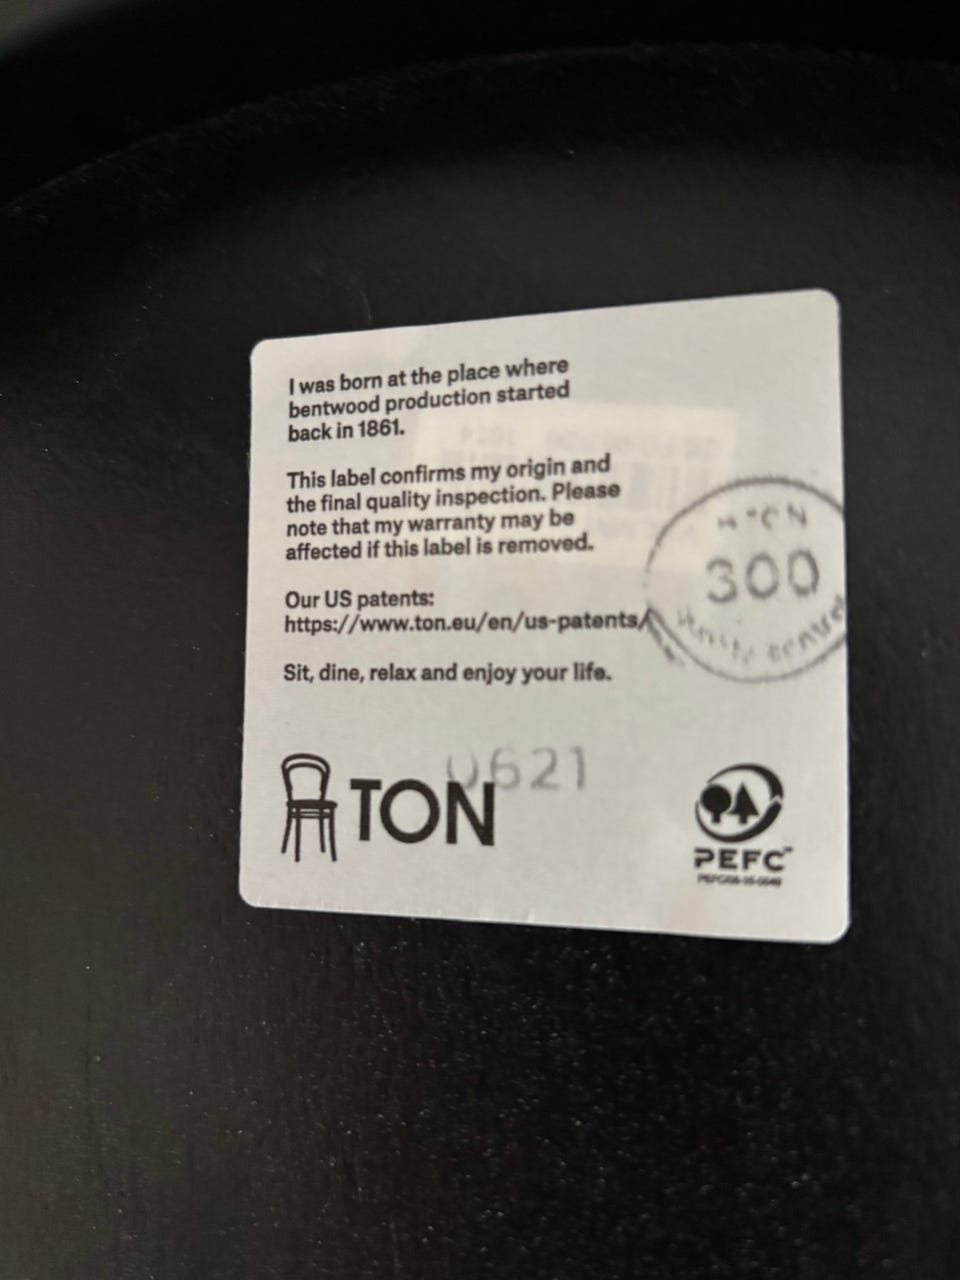 I was born at the place where
bentwood production started
back in 1861.
This label confirms my origin and
the final quality inspection. Please
note that my warranty may be
affected if this label is removed.
Our US patents:
https://www.ton.eu/en/us-patents/
Sit, dine, relax and enjoy your life.
300
0621
TON
PEFC™